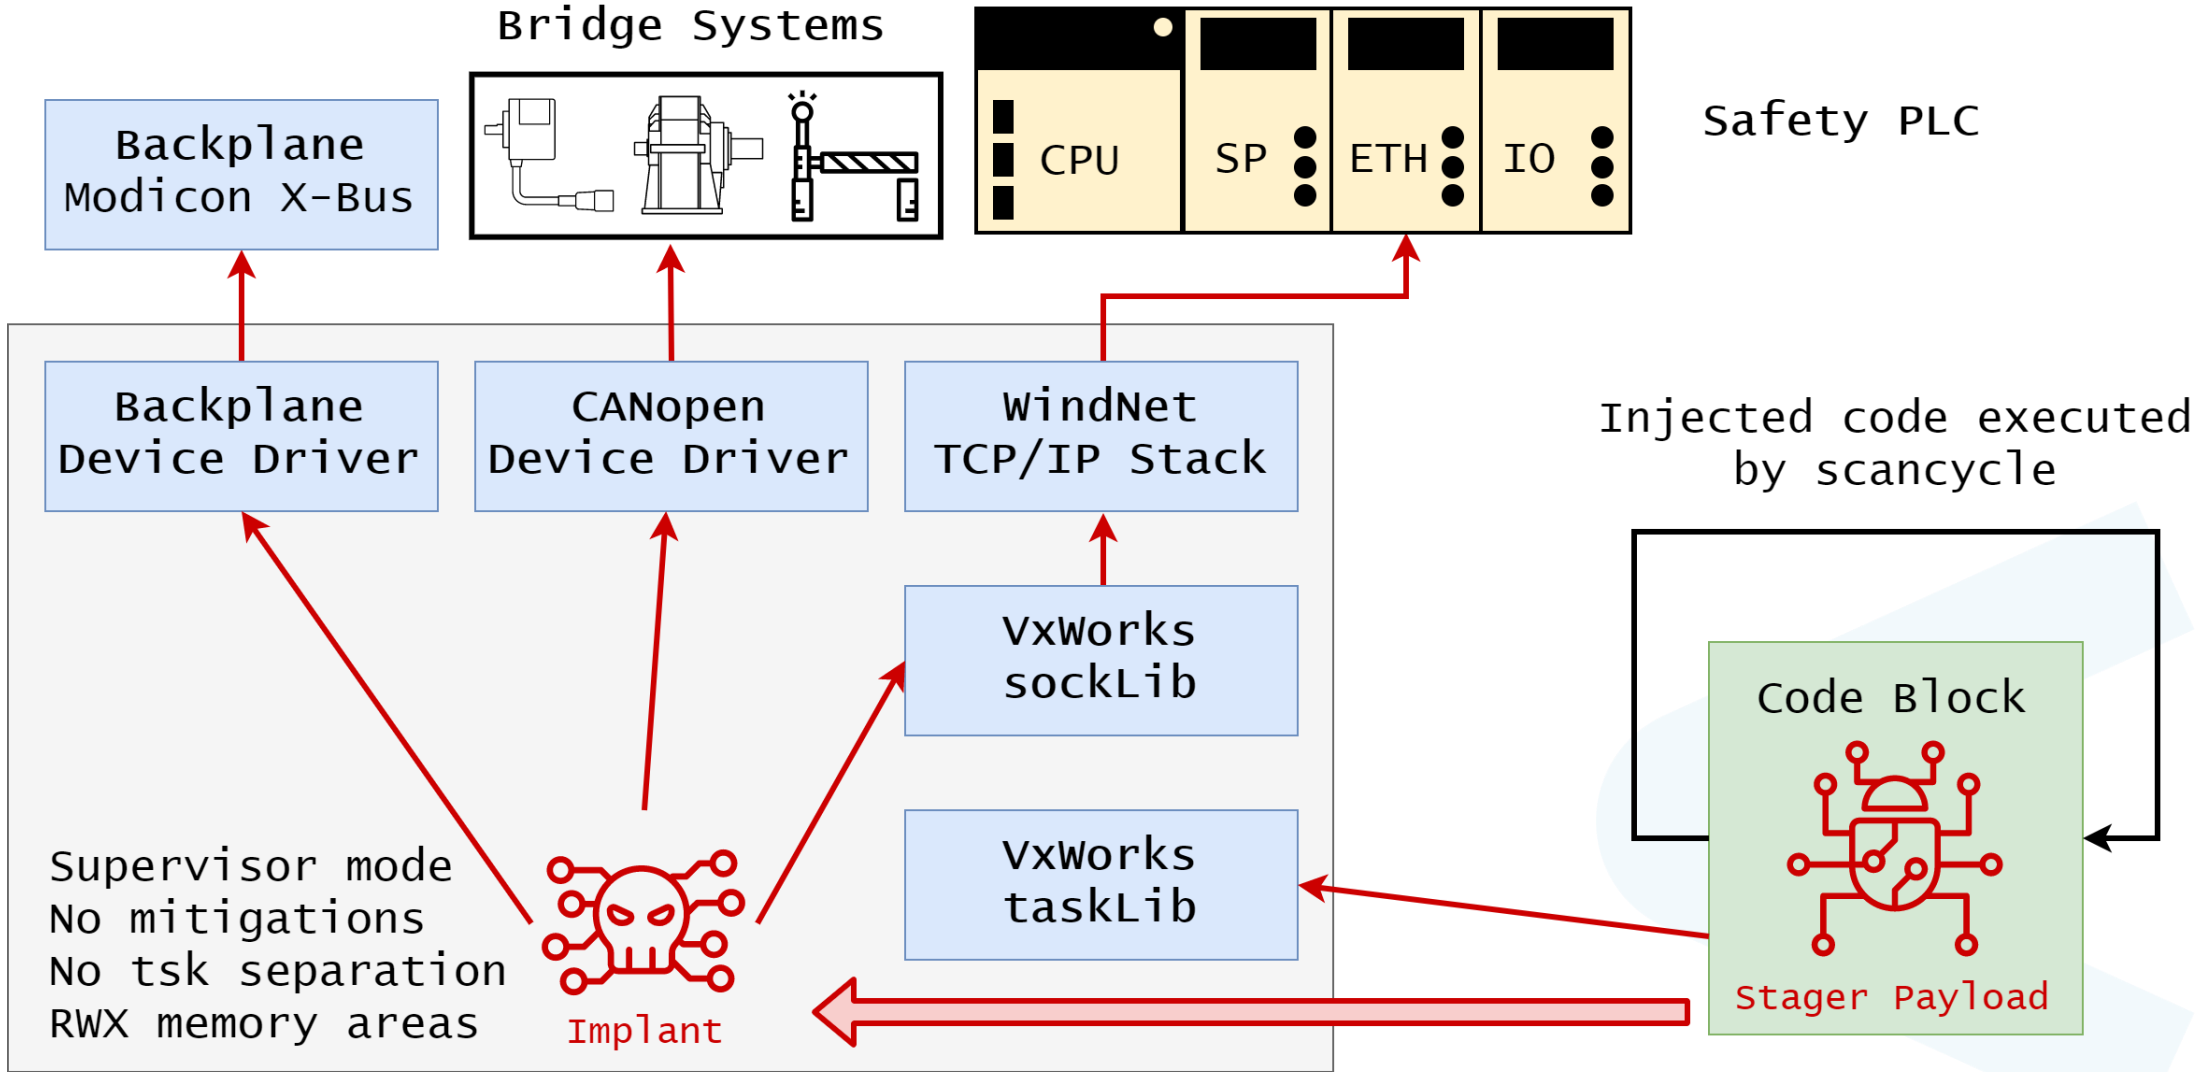 Bridge Systems
Backplane
Modicon X-Bus
CPU
SP
ETH
IO
Safety PLC
Backplane
Device Driver
CANopen
Device Driver
WindNet
TCP/IP Stack
Injected code executed
by scancycle
VxWorks
sockLib
Code Block
VxWorks
taskLib
Supervisor mode
No mitigations
No tsk separation
RWX memory areas
Implant
Stager Payload